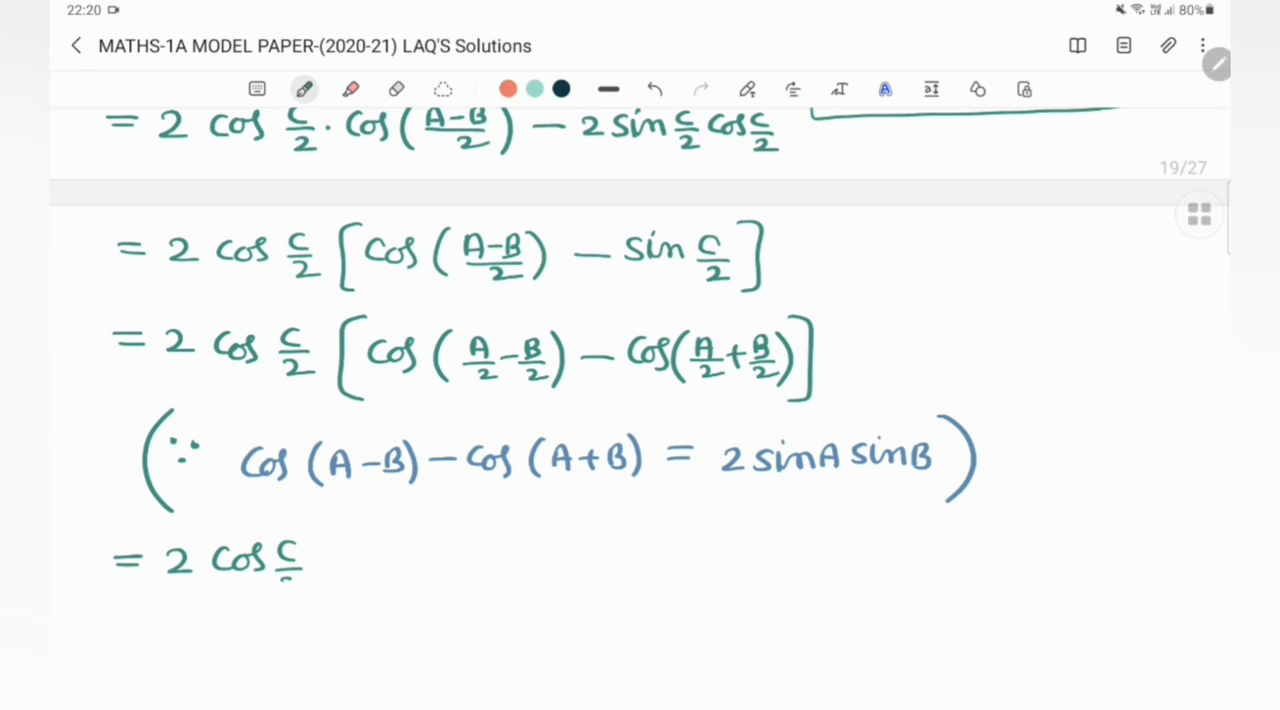 22:20 80%
MATHS-1A MODEL PAPER-(2020-21) LAQ'S Solutions
= 2 cos C/2 . cos(A-B/2) - 2 sin C/2 cos C/2
19/27
= 2 cos C/2 [cos (A-B/2) - sin C/2]
= 2 cos C/2 [cos (A/2 - B/2) - cos(A/2 + B/2)]
(∵ cos (A-B) - cos (A+B) = 2 sinA sinB)
= 2 cos C/